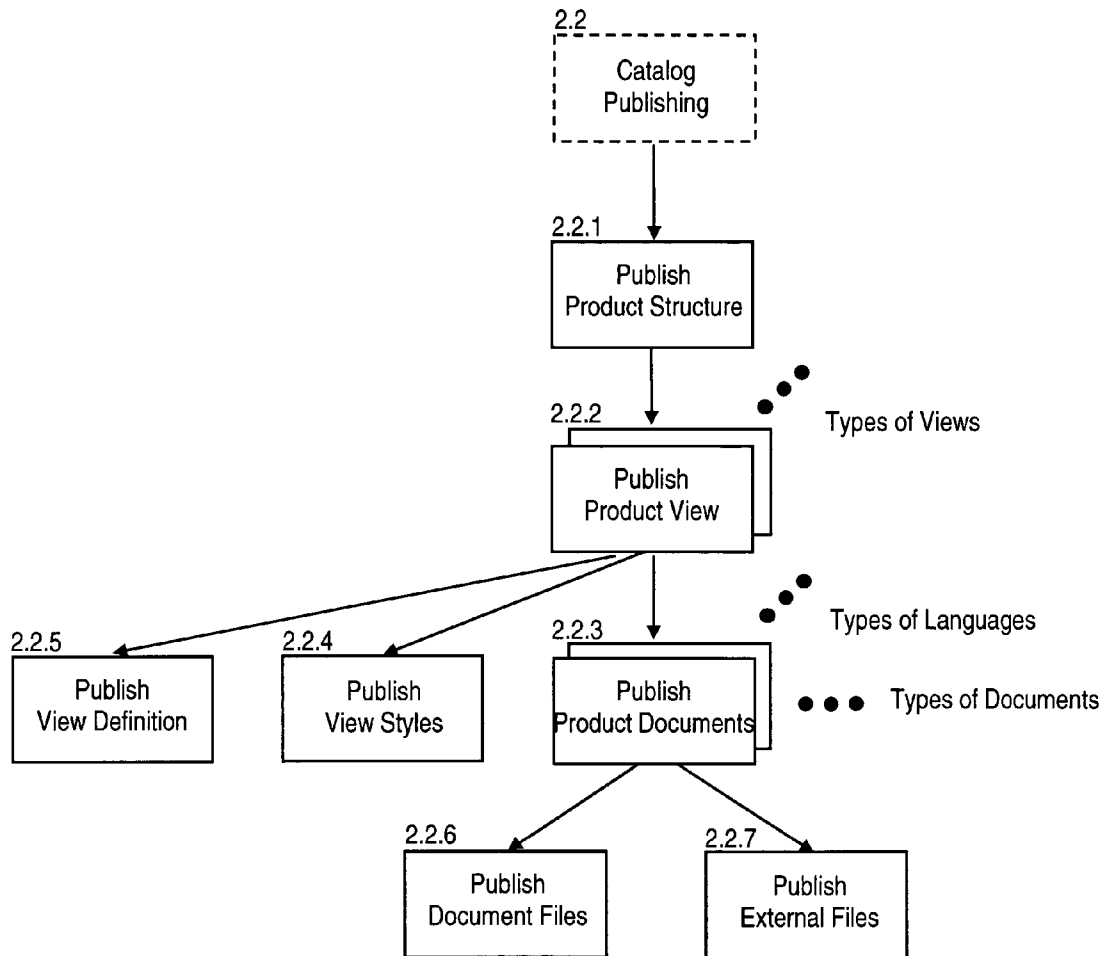 2.2
Catalog
Publishing
2.2.1
Publish
Product Structure
2.2.2
Types of Views
Publish
Product View
2.2.5
2.2.4
2.2.3
Types of Languages
Publish
View Definition
Publish
View Styles
Publish
Product Documents
Types of Documents
2.2.6
2.2.7
Publish
Document Files
Publish
External Files